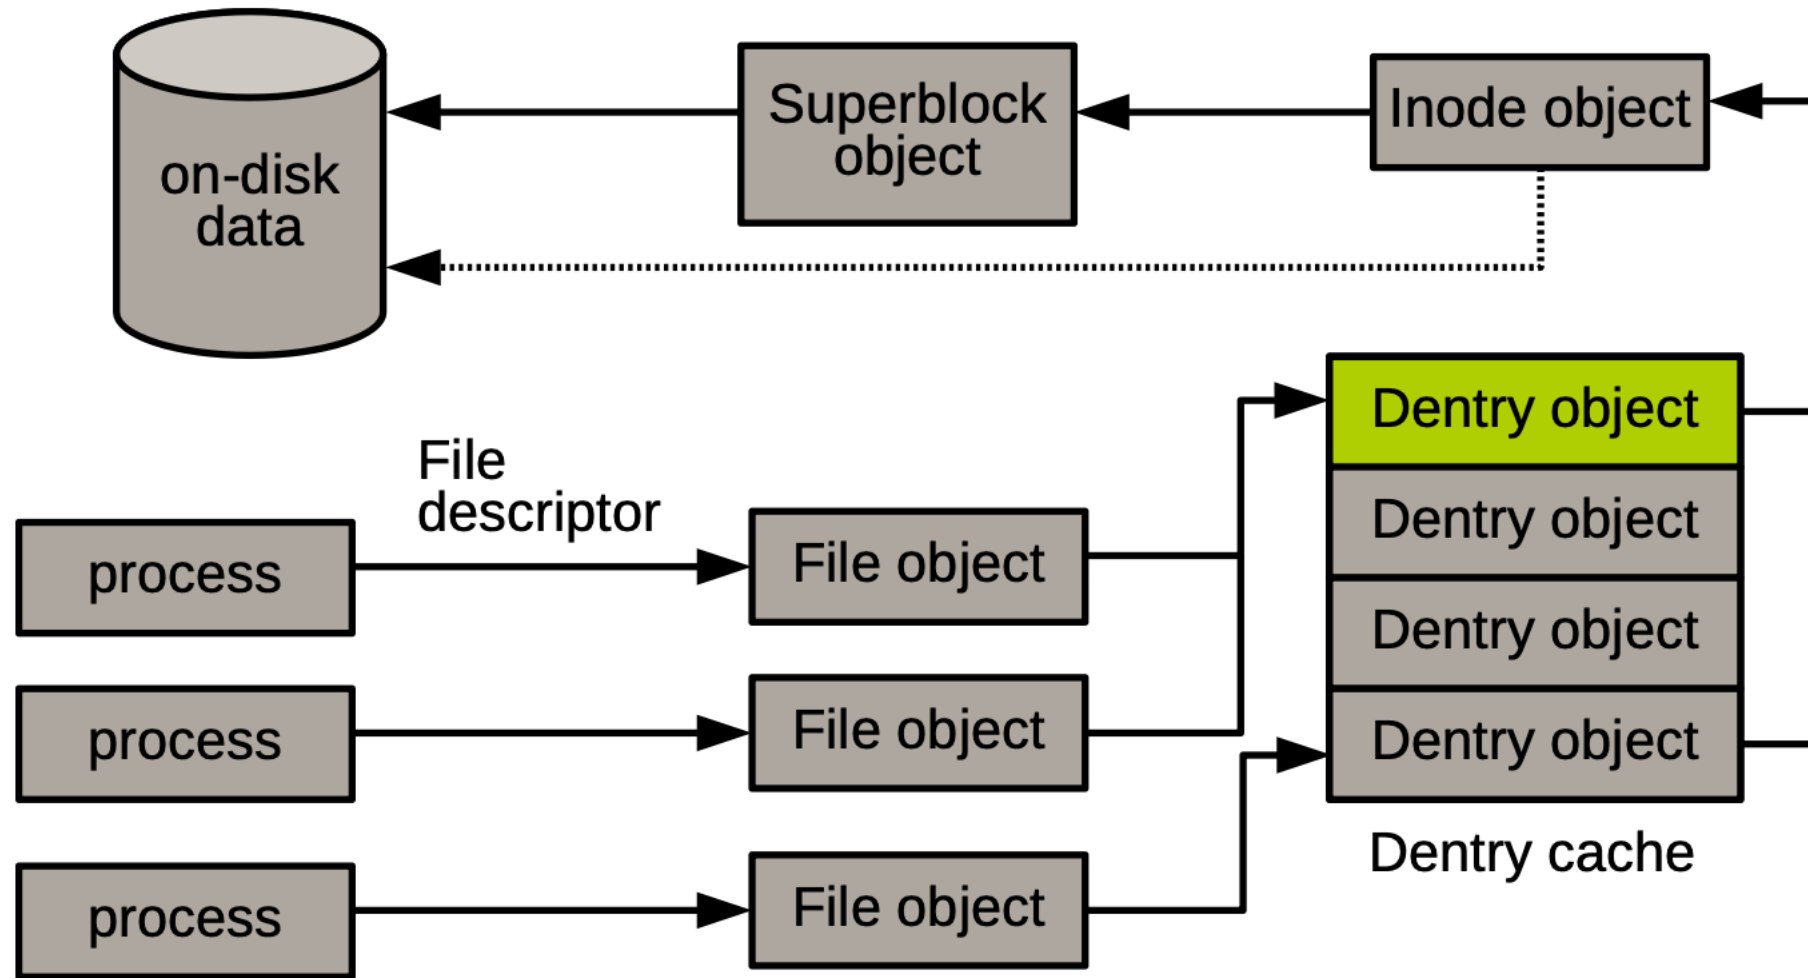 on-disk
data
Superblock
object
Inode object
File
descriptor
process
File object
process
File object
process
File object
Dentry object
Dentry object
Dentry object
Dentry object
Dentry cache